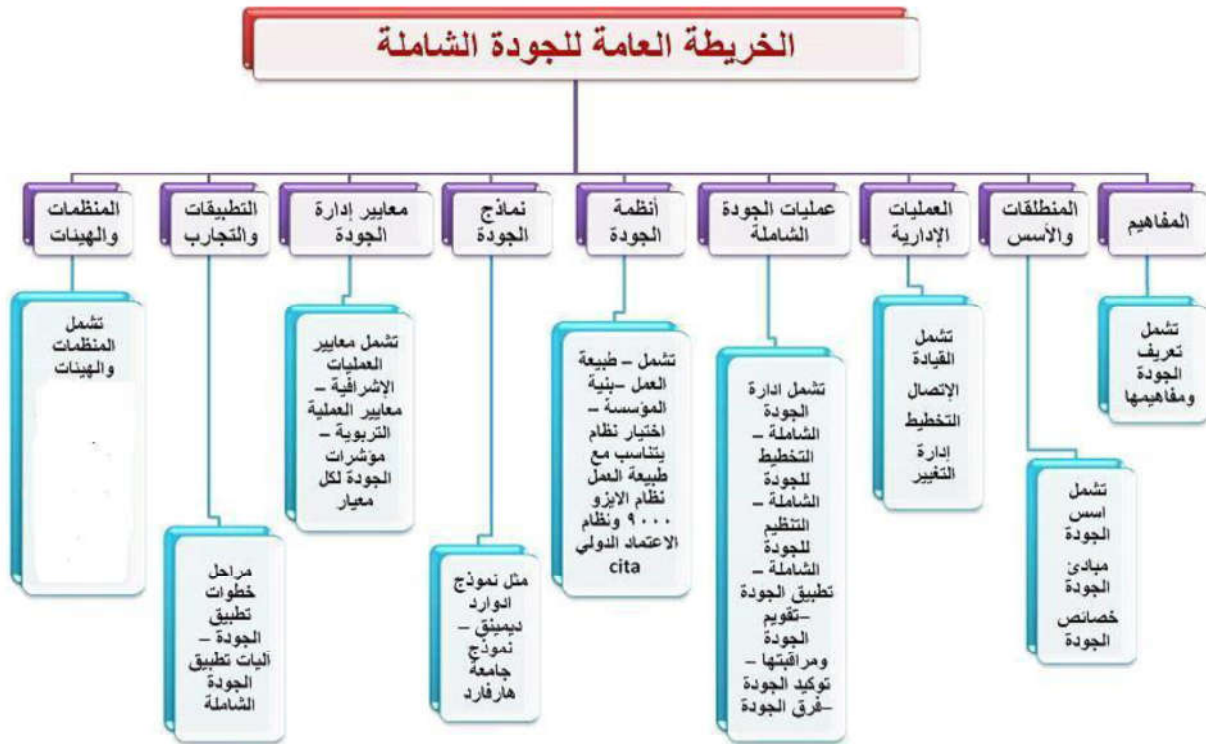 الخريطة العامة للجودة الشاملة
المفاهيم
تشمل
تعريف
الجودة
ومفاهيمها
المنطلقات
والأسس
تشمل
اسس
الجودة
مبادئ
الجودة
خصائص
الجودة
العمليات
الإدارية
تشمل
القيادة
الإتصال
التخطيط
إدارة
التغيير
عمليات الجودة
الشاملة
تشمل ادارة
الجودة
الشاملة –
التخطيط
للجودة
الشاملة –
التنظيم
للجودة
الشاملة –
تطبيق الجودة
–تقويم
الجودة
ومراقبتها –
توكيد الجودة
–فرق الجودة
أنظمة
الجودة
تشمل – طبيعة
العمل –بنية
المؤسسة –
اختيار نظام
يتناسب مع
طبيعة العمل
نظام الايزو
٩٠٠٠ ونظام
الاعتماد الدولي
cita
نماذج
الجودة
مثل نموذج
ادوارد
ديمينق –
نموذج
جامعة
هارفارد
معايير إدارة
الجودة
تشمل معايير
العمليات
الإشرافية –
معايير العملية
التربوية –
مؤشرات
الجودة لكل
معيار
التطبيقات
والتجارب
مراحل
خطوات
تطبيق
الجودة –
آليات تطبيق
الجودة
الشاملة
المنظمات
والهيئات
تشمل
المنظمات
والهيئات